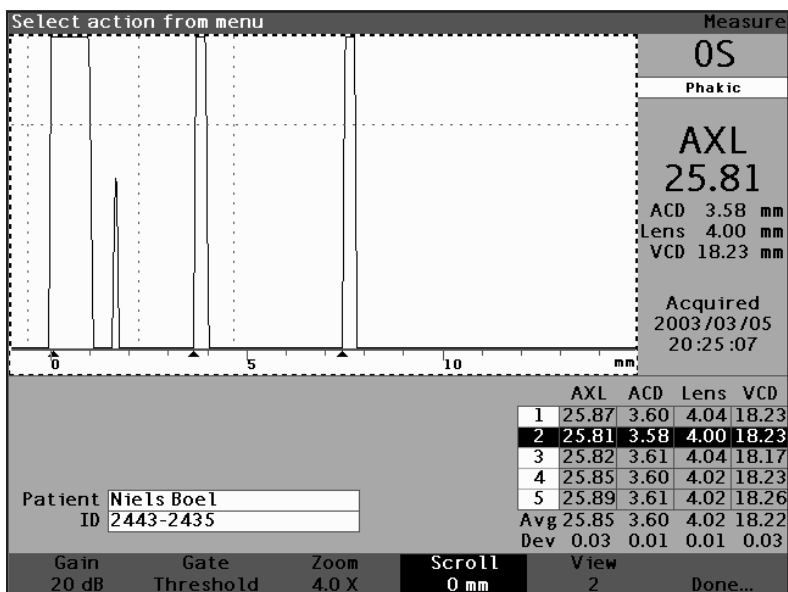 Select action from menu
Measure
OS
Phakic
AXL
25.81
ACD 3.58 mm
Lens 4.00 mm
VCD 18.23 mm
Acquired
2003/03/05
20:25:07
0 5 10 mm
AXL ACD Lens VCD
1 25.87 3.60 4.04 18.23
2 25.81 3.58 4.00 18.23
3 25.82 3.61 4.04 18.17
4 25.85 3.60 4.02 18.23
5 25.89 3.61 4.02 18.26
Avg 25.85 3.60 4.02 18.22
Dev 0.03 0.01 0.01 0.03
Patient Niels Boel
ID 2443-2435
Gain Gate Zoom Scroll View
20 dB Threshold 4.0 X 0 mm 2 Done...